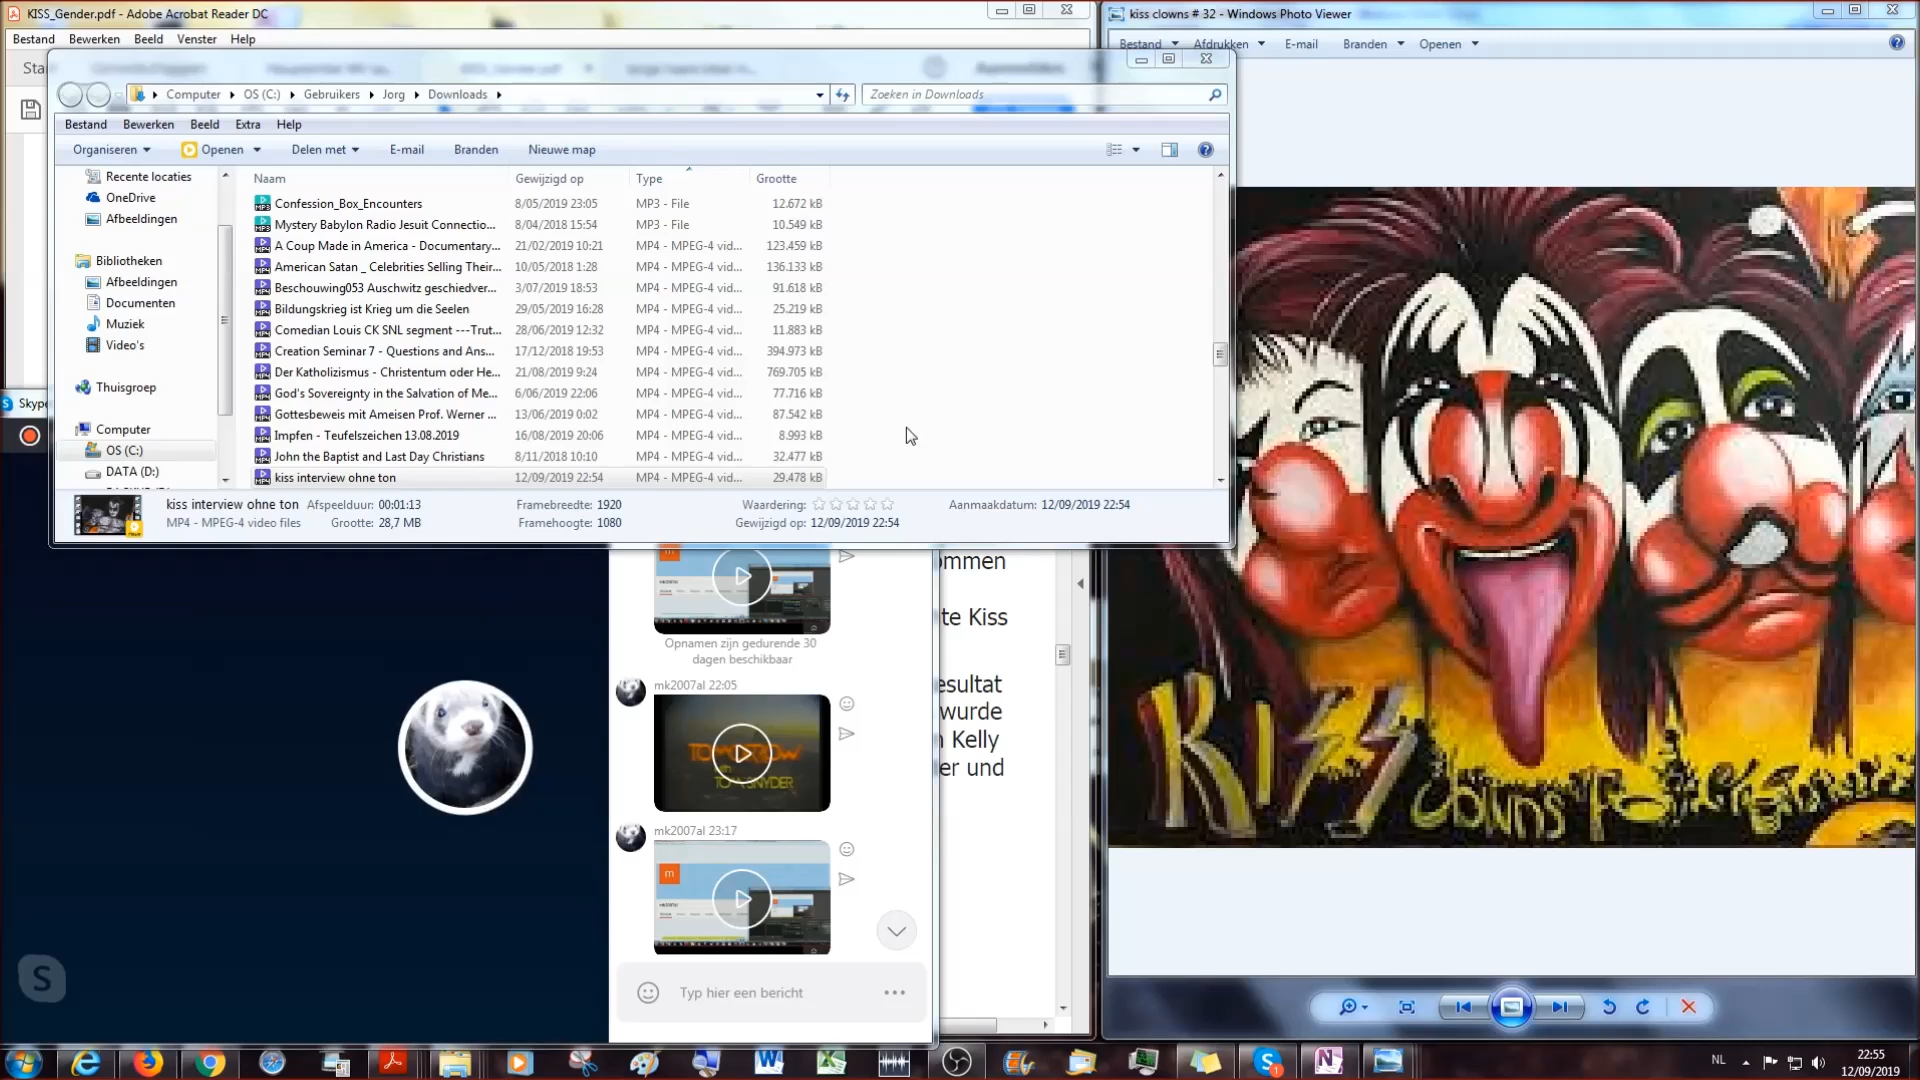 KISS_Gender.pdf - Adobe Acrobat Reader DC
Bestand Bewerken Beeld Venster Help
Computer OS (C:) Gebruikers Jorg Downloads
Zoeken in Downloads
Bestand Bewerken Beeld Extra Help
Organiseren Openen Delen met E-mail Branden Nieuwe map
Recente locaties
OneDrive
Afbeeldingen
Bibliotheken
Afbeeldingen
Documenten
Muziek
Video's
Thuisgroep
Computer
OS (C:)
DATA (D:)
Naam Gewijzigd op Type Grootte
Confession_Box_Encounters 8/05/2019 23:05 MP3 - File 12.672 kB
Mystery Babylon Radio Jesuit Connectio... 8/04/2018 15:54 MP3 - File 10.549 kB
A Coup Made in America - Documentary... 21/02/2019 10:21 MP4 - MPEG-4 vid... 123.459 kB
American Satan _ Celebrities Selling Their... 10/05/2018 1:28 MP4 - MPEG-4 vid... 136.133 kB
Beschouwing053 Auschwitz geschiedver... 3/07/2019 18:53 MP4 - MPEG-4 vid... 91.618 kB
Bildungskrieg ist Krieg um die Seelen 29/05/2019 16:28 MP4 - MPEG-4 vid... 25.219 kB
Comedian Louis CK SNL segment ---Trut... 28/06/2019 12:32 MP4 - MPEG-4 vid... 11.883 kB
Creation Seminar 7 - Questions and Ans... 17/12/2018 19:53 MP4 - MPEG-4 vid... 394.973 kB
Der Katholizismus - Christentum oder He... 21/08/2019 9:24 MP4 - MPEG-4 vid... 769.705 kB
God's Sovereignty in the Salvation of Me... 6/06/2019 22:06 MP4 - MPEG-4 vid... 77.716 kB
Gottesbeweis mit Ameisen Prof. Werner ... 13/06/2019 0:02 MP4 - MPEG-4 vid... 87.542 kB
Impfen - Teufelszeichen 13.08.2019 16/08/2019 20:06 MP4 - MPEG-4 vid... 8.993 kB
John the Baptist and Last Day Christians 8/11/2018 10:10 MP4 - MPEG-4 vid... 32.477 kB
kiss interview ohne ton 12/09/2019 22:54 MP4 - MPEG-4 vid... 29.478 kB
kiss interview ohne ton Afspeelduur: 00:01:13 Framebreedte: 1920 Waardering: Aanmaakdatum: 12/09/2019 22:54
MP4 - MPEG-4 video files Grootte: 28,7 MB Framehoogte: 1080 Gewijzigd op: 12/09/2019 22:54
Skype
Opnamen zijn gedurende 30
dagen beschikbaar
mk2007al 22:05
TOMORROW
with
TOM SNYDER
mk2007al 23:17
m
Typ hier een bericht
ommen
te Kiss
esultat
wurde
n Kelly
er und
kiss clowns # 32 - Windows Photo Viewer
Bestand Afdrukken E-mail Branden Openen
KISS
NL
22:55
12/09/2019